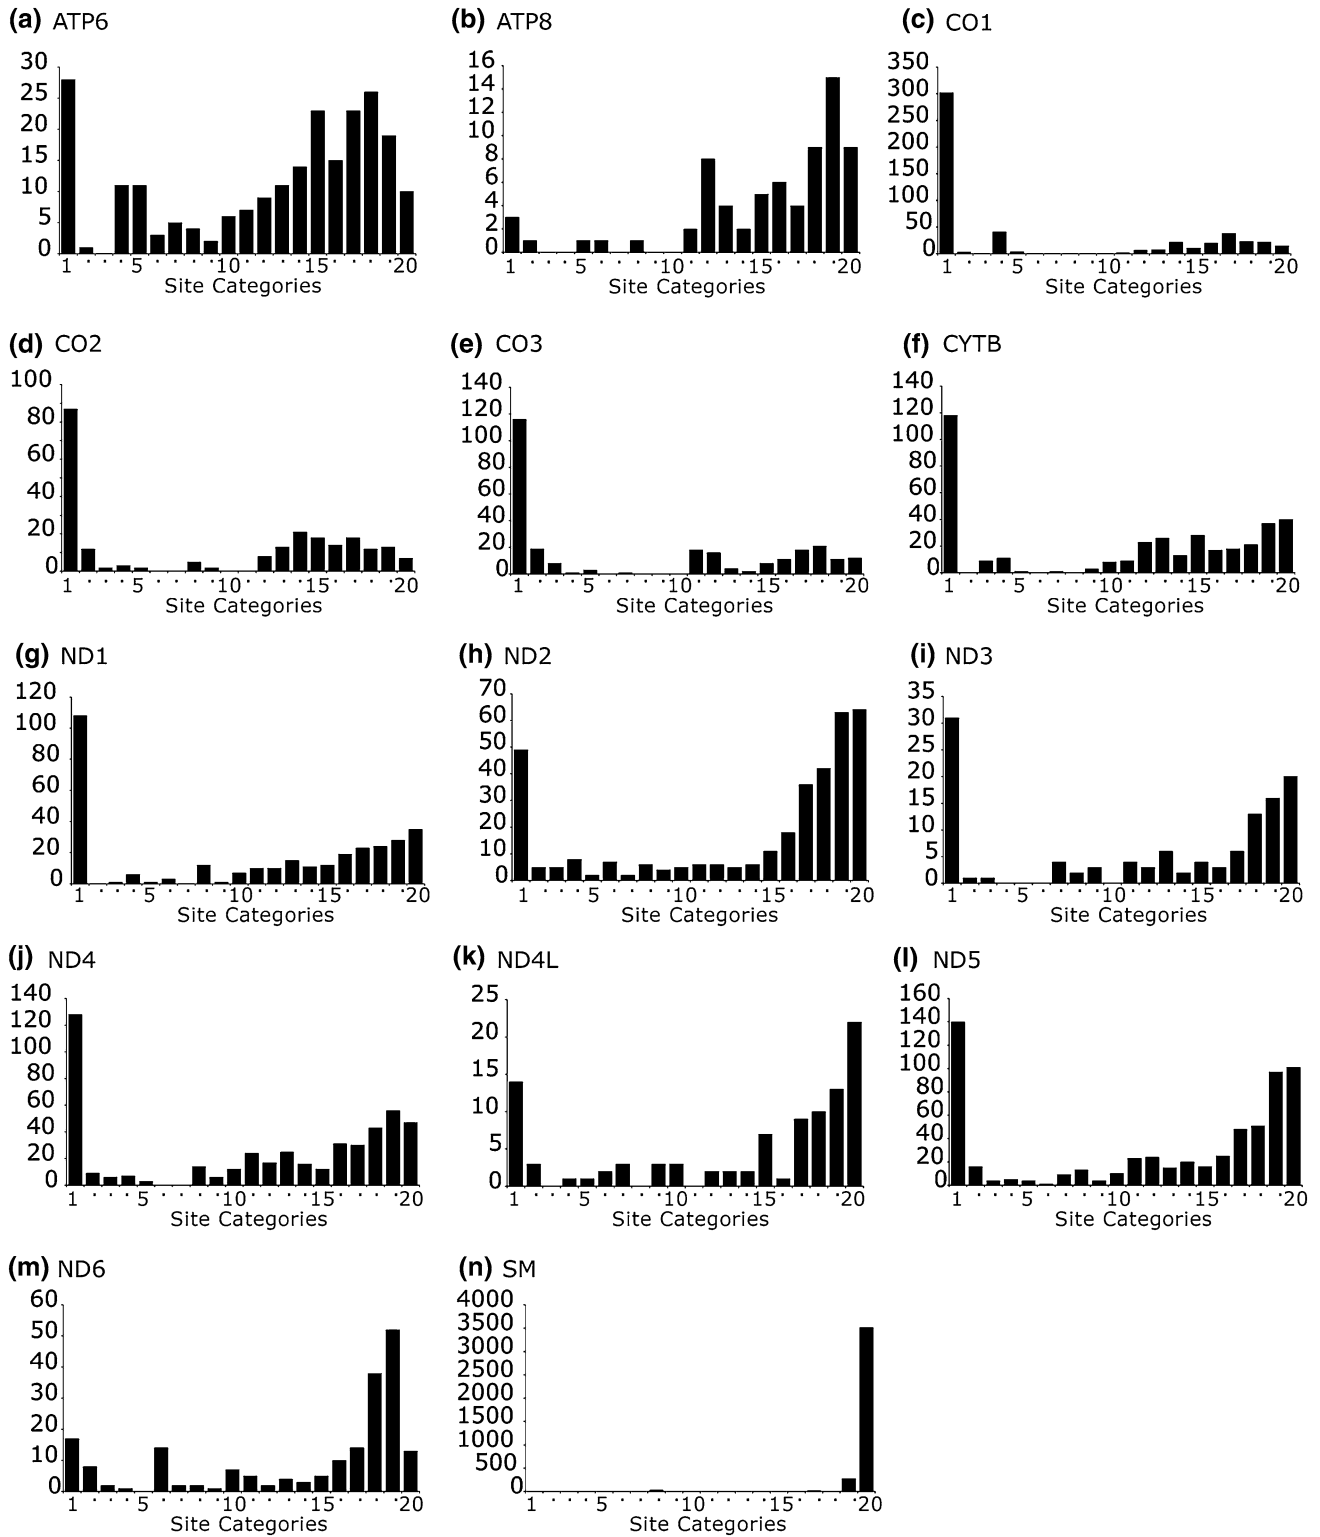 (a) ATP6
30
25
20
15
10
5
0
1 5 10 15 20
Site Categories
(b) ATP8
16
14
12
10
8
6
4
2
0
1 5 10 15 20
Site Categories
(c) CO1
350
300
250
200
150
100
50
0
1 5 10 15 20
Site Categories
(d) CO2
100
80
60
40
20
0
1 5 10 15 20
Site Categories
(e) CO3
140
120
100
80
60
40
20
0
1 5 10 15 20
Site Categories
(f) CYTB
140
120
100
80
60
40
20
0
1 5 10 15 20
Site Categories
(g) ND1
120
100
80
60
40
20
0
1 5 10 15 20
Site Categories
(h) ND2
70
60
50
40
30
20
10
0
1 5 10 15 20
Site Categories
(i) ND3
35
30
25
20
15
10
5
0
1 5 10 15 20
Site Categories
(j) ND4
140
120
100
80
60
40
20
0
1 5 10 15 20
Site Categories
(k) ND4L
25
20
15
10
5
0
1 5 10 15 20
Site Categories
(l) ND5
160
140
120
100
80
60
40
20
0
1 5 10 15 20
Site Categories
(m) ND6
60
50
40
30
20
10
0
1 5 10 15 20
Site Categories
(n) SM
4000
3500
3000
2500
2000
1500
1000
500
0
1 5 10 15 20
Site Categories